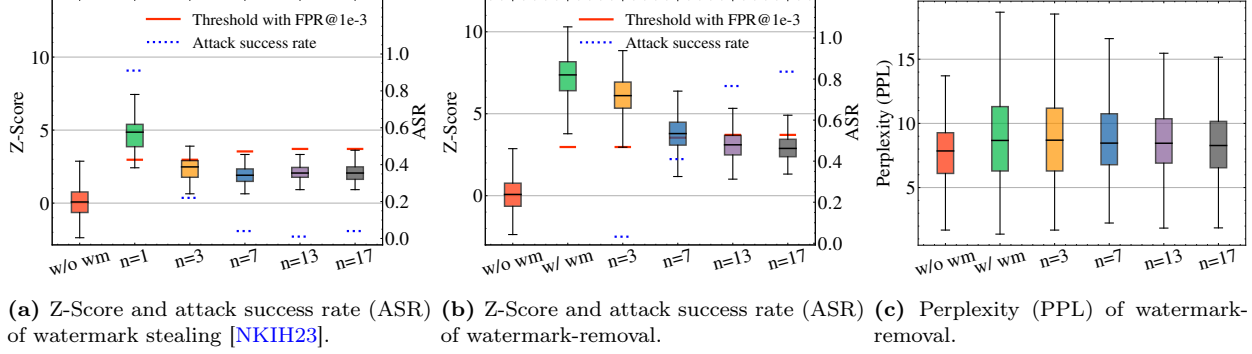 Threshold with FPR@1e-3
Attack success rate
Z-Score
10
5
0
ASR
1.0
0.8
0.6
0.4
0.2
0.0
w/o wm
n=1
n=3
n=7
n=13
n=17
(a) Z-Score and attack success rate (ASR)
of watermark stealing [NKIH23].
Threshold with FPR@1e-3
Attack success rate
Z-Score
10
5
0
ASR
1.0
0.8
0.6
0.4
0.2
0.0
w/o wm
w/ wm
n=3
n=7
n=13
n=17
(b) Z-Score and attack success rate (ASR)
of watermark-removal.
Perplexity (PPL)
15
10
5
w/o wm
w/ wm
n=3
n=7
n=13
n=17
(c) Perplexity (PPL) of watermark-
removal.